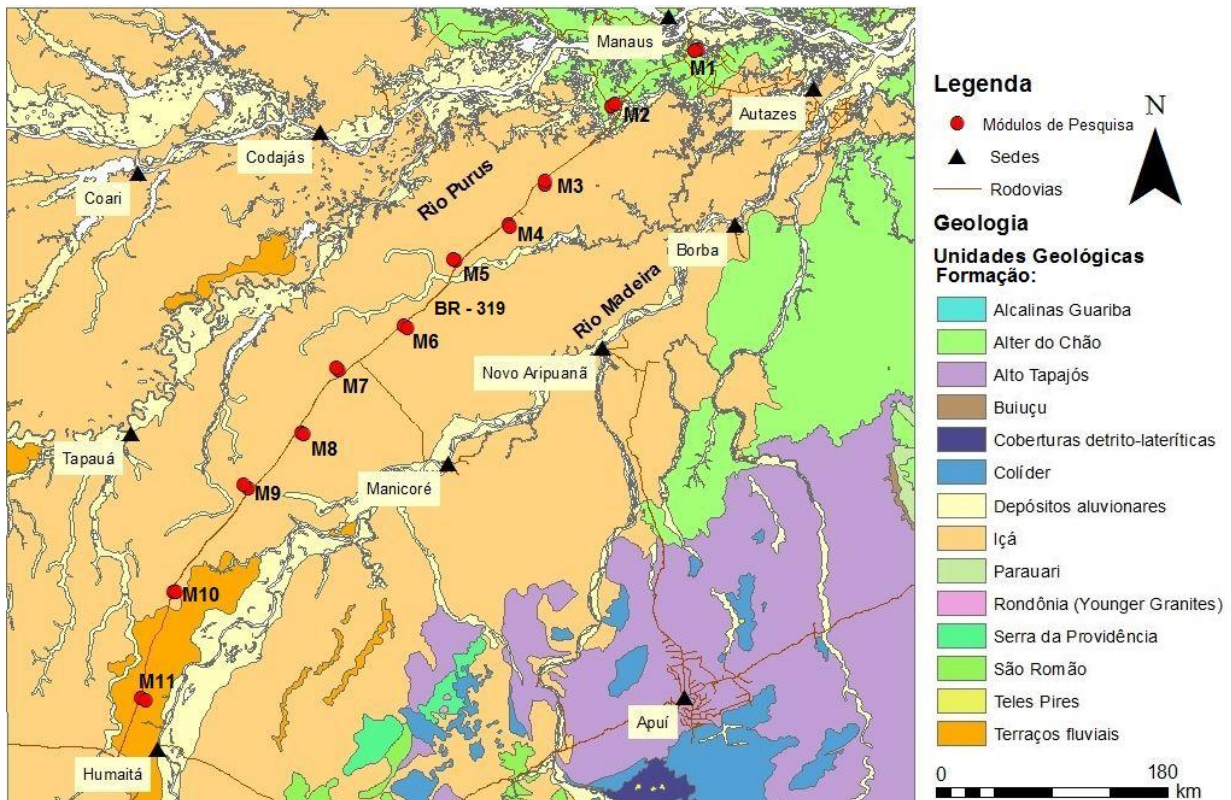 Manaus
M1
M2
Autazes
Codajás
Coari
Rio Purus
M3
M4
Borba
M5
Rio Madeira
BR - 319
M6
Novo Aripuanã
M7
Tapauá
M8
Manicoré
M9
M10
M11
Apuí
Humaitá
Legenda
N
Módulos de Pesquisa
Sedes
Rodovias
Geologia
Unidades Geológicas
Formação:
Alcalinas Guariba
Alter do Chão
Alto Tapajós
Buiuçu
Coberturas detrito-lateríticas
Colíder
Depósitos aluvionares
Içá
Parauari
Rondônia (Younger Granites)
Serra da Providência
São Romão
Teles Pires
Terraços fluviais
0 180
km